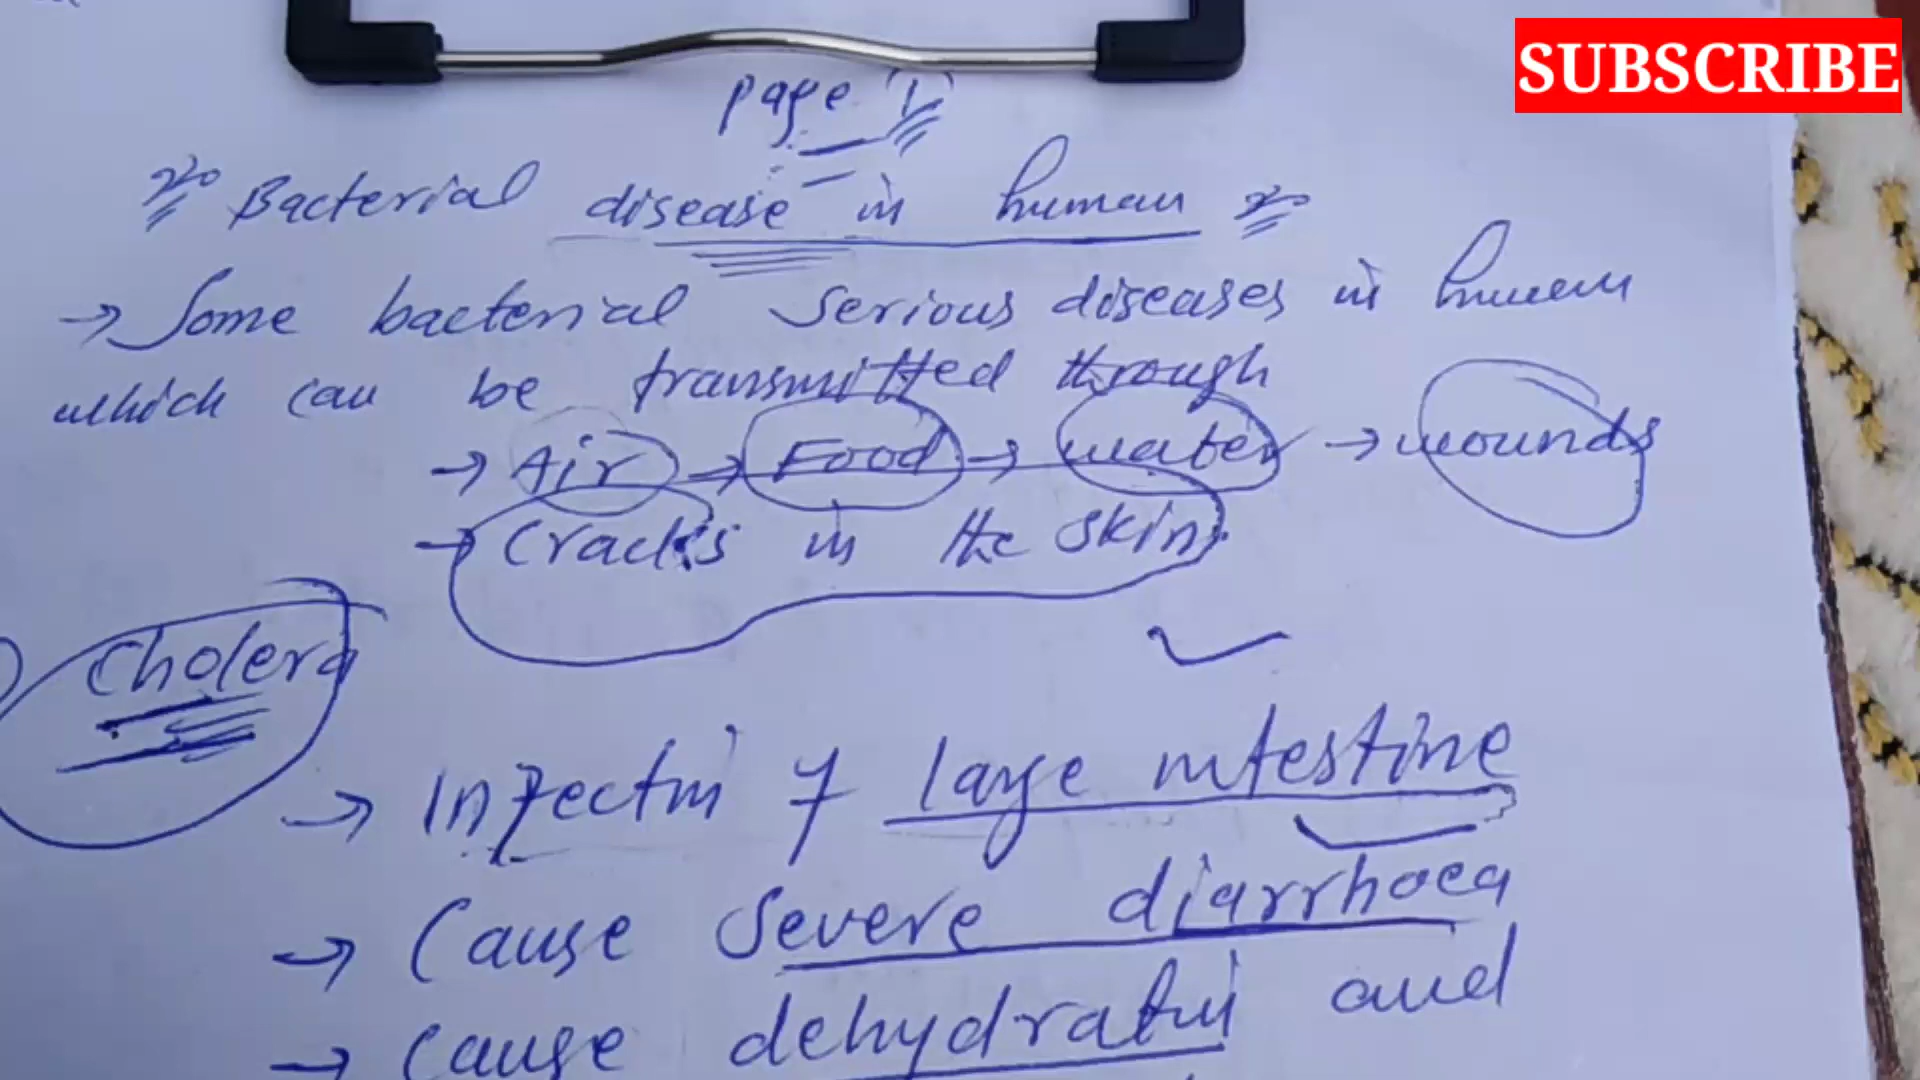 SUBSCRIBE
page 1
Bacterial disease in human
→ Some bacterial serious diseases in human
which can be transmitted through
→ Air → Food → water → wounds
→ Cracks in the skin.
Cholera
→ Infection of large intestine
→ Cause severe diarrhoea
→ Cause dehydration and